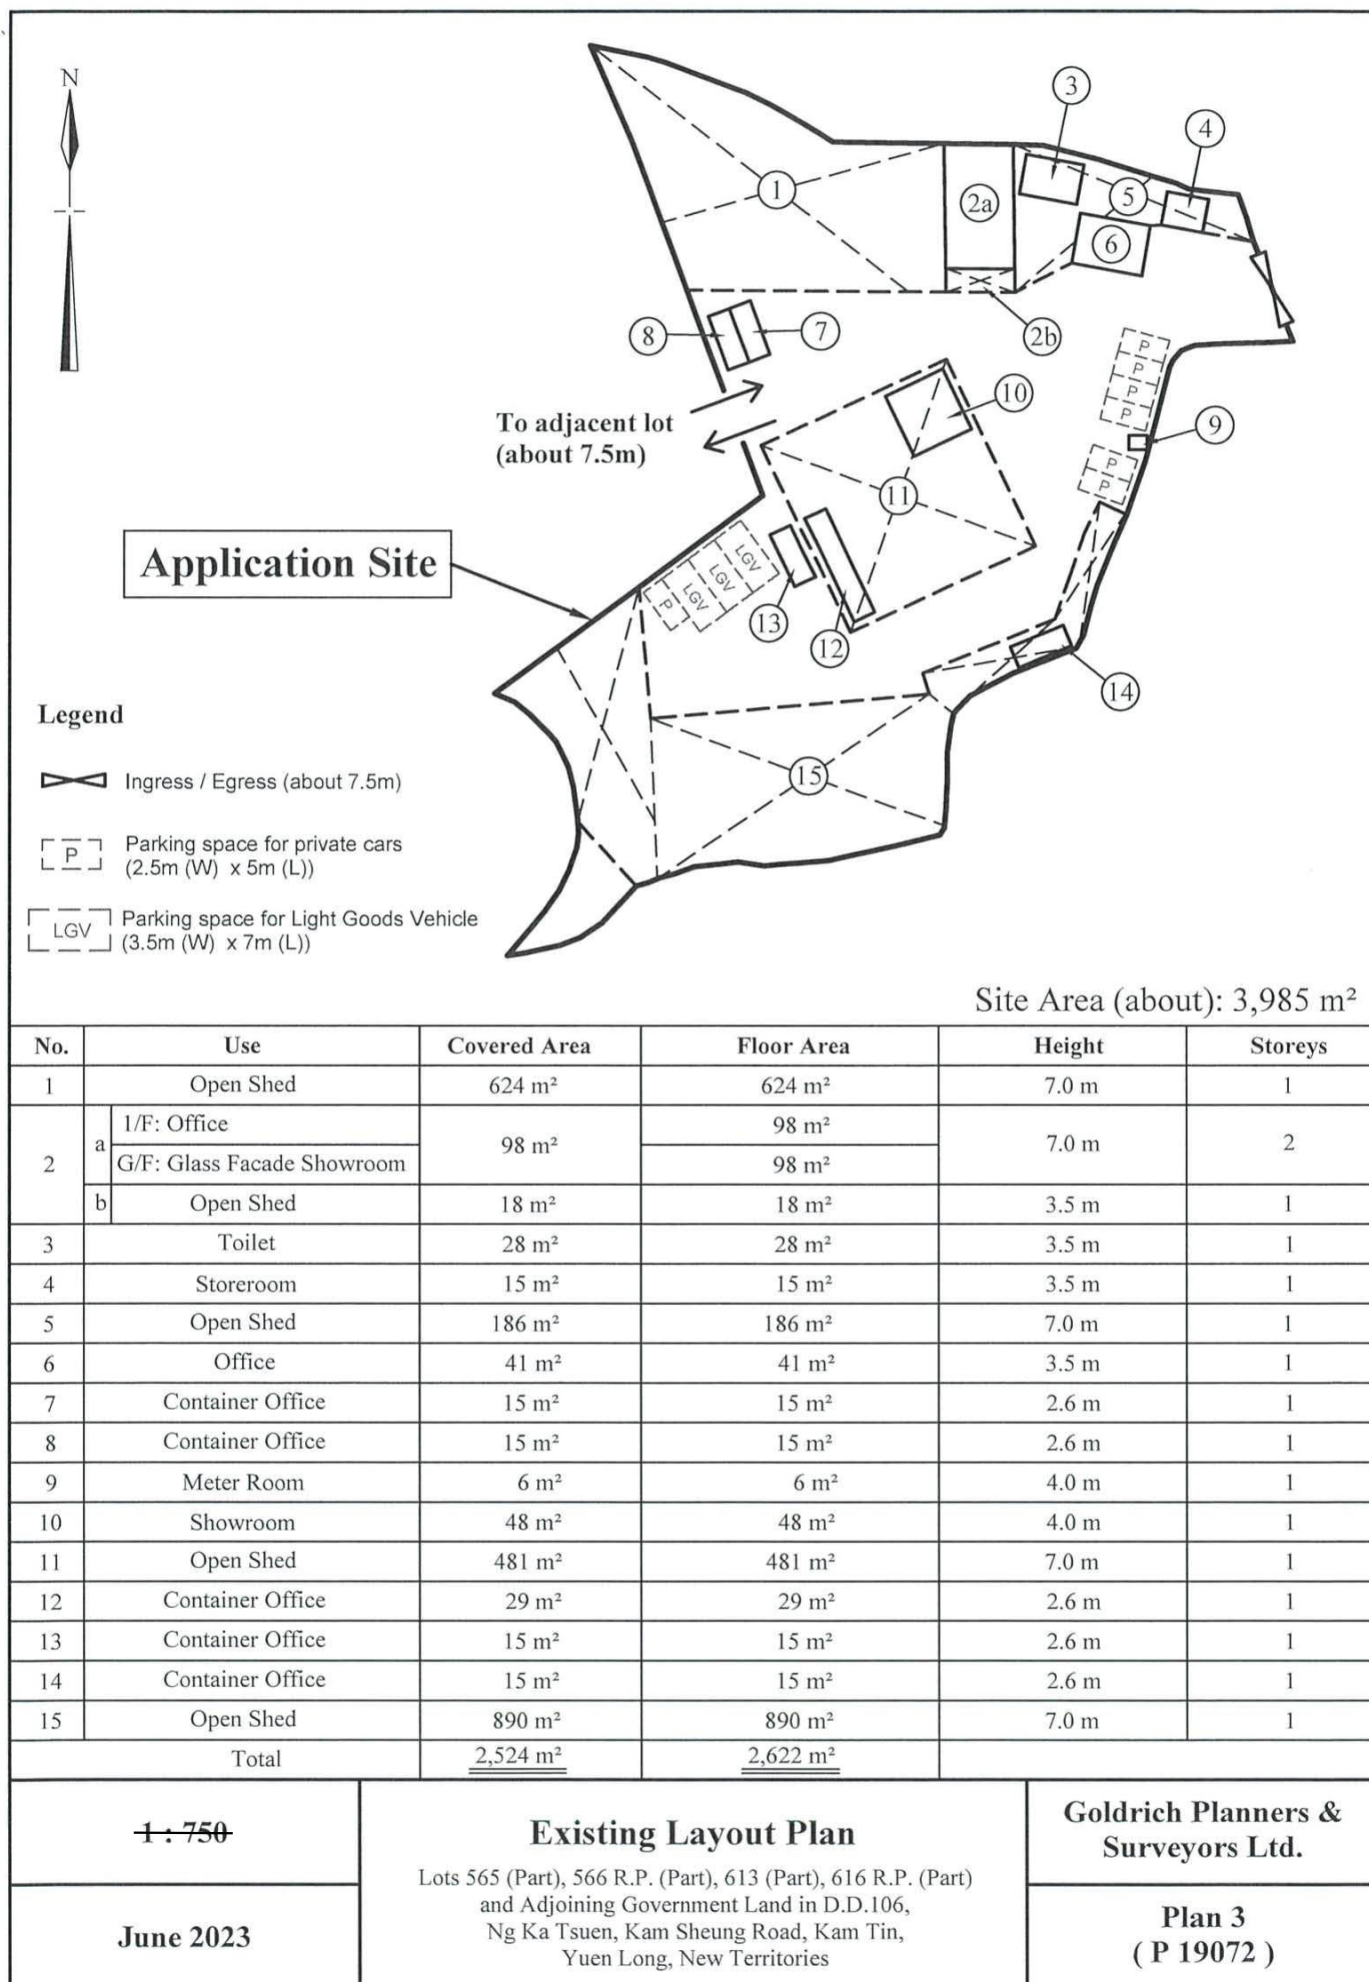 N
3
4
1
2a
5
6
8
7
2b
P
P
P
P
10
9
To adjacent lot
(about 7.5m)
P
P
11
Application Site
LGV
LGV
LGV
P
13
12
14
Legend
15
Ingress / Egress (about 7.5m)
P Parking space for private cars
(2.5m (W) x 5m (L))
LGV Parking space for Light Goods Vehicle
(3.5m (W) x 7m (L))
Site Area (about): 3,985 m²
No. Use Covered Area Floor Area Height Storeys
1 Open Shed 624 m² 624 m² 7.0 m 1
2 a 1/F: Office 98 m² 98 m² 7.0 m 2
G/F: Glass Facade Showroom 98 m²
b Open Shed 18 m² 18 m² 3.5 m 1
3 Toilet 28 m² 28 m² 3.5 m 1
4 Storeroom 15 m² 15 m² 3.5 m 1
5 Open Shed 186 m² 186 m² 7.0 m 1
6 Office 41 m² 41 m² 3.5 m 1
7 Container Office 15 m² 15 m² 2.6 m 1
8 Container Office 15 m² 15 m² 2.6 m 1
9 Meter Room 6 m² 6 m² 4.0 m 1
10 Showroom 48 m² 48 m² 4.0 m 1
11 Open Shed 481 m² 481 m² 7.0 m 1
12 Container Office 29 m² 29 m² 2.6 m 1
13 Container Office 15 m² 15 m² 2.6 m 1
14 Container Office 15 m² 15 m² 2.6 m 1
15 Open Shed 890 m² 890 m² 7.0 m 1
Total 2,524 m² 2,622 m²
1 : 750
June 2023
Existing Layout Plan
Lots 565 (Part), 566 R.P. (Part), 613 (Part), 616 R.P. (Part)
and Adjoining Government Land in D.D.106,
Ng Ka Tsuen, Kam Sheung Road, Kam Tin,
Yuen Long, New Territories
Goldrich Planners &
Surveyors Ltd.
Plan 3
( P 19072 )